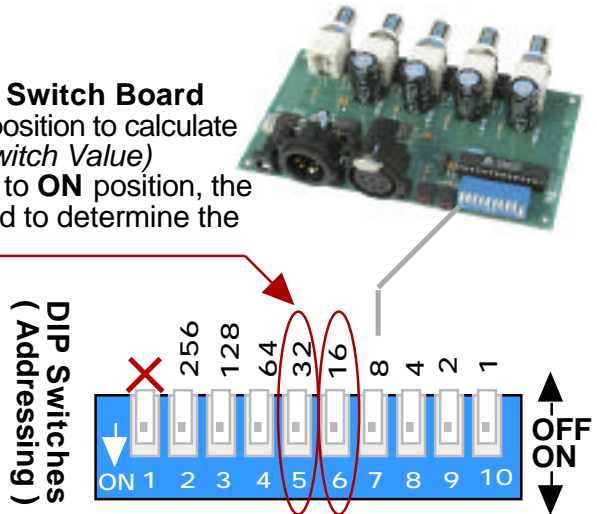 Switch Board
position to calculate
witch Value)
to ON position, the
d to determine the
DIP Switches
( Addressing )
256 128 64 32 16 8 4 2 1
ON 1 2 3 4 5 6 7 8 9 10
OFF
ON